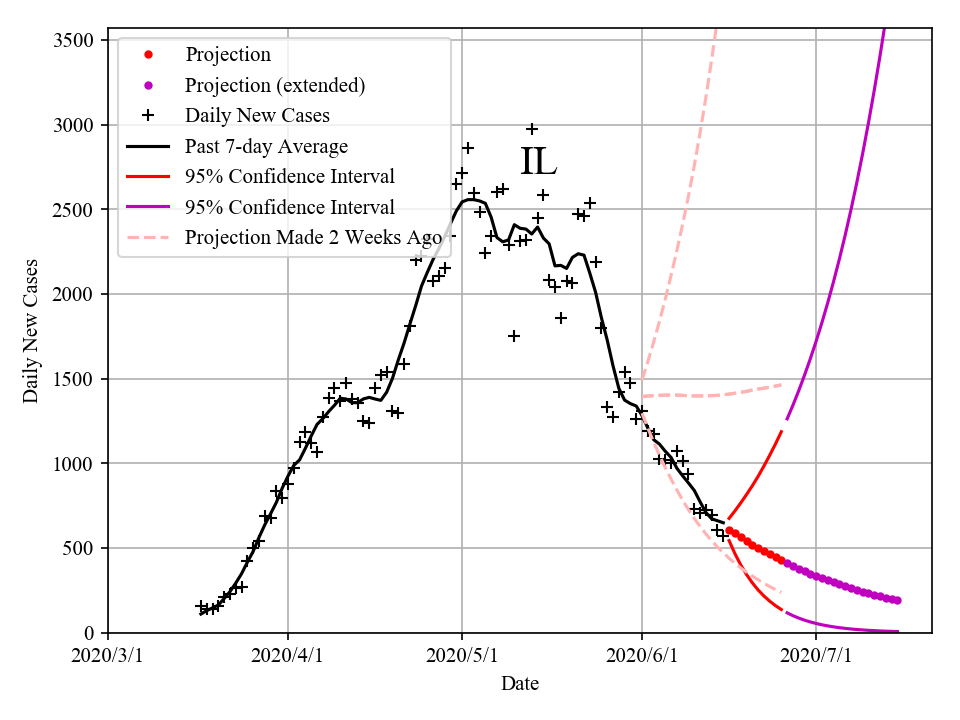 3500
3000
2500
2000
1500
1000
500
0
Daily New Cases
Projection
Projection (extended)
Daily New Cases
Past 7-day Average
95% Confidence Interval
95% Confidence Interval
Projection Made 2 Weeks Ago
IL
2020/3/1 2020/4/1 2020/5/1 2020/6/1 2020/7/1
Date